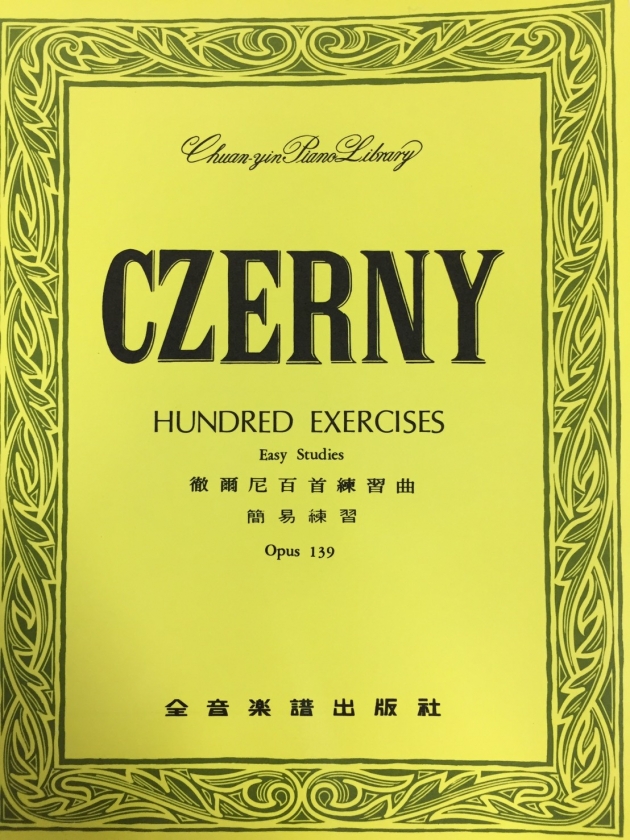 Chuan-yin Piano Library
CZERNY
HUNDRED EXERCISES
Easy Studies
徹爾尼百首練習曲
簡易練習
Opus 139
全音楽譜出版社